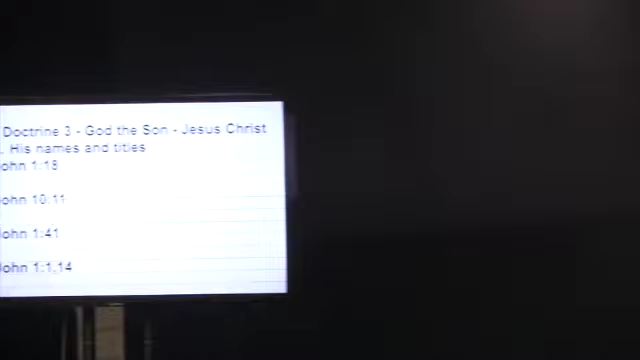 Doctrine 3 - God the Son - Jesus Christ
. His names and titles
ohn 1:18
ohn 10:11
ohn 1:41
John 1:1,14